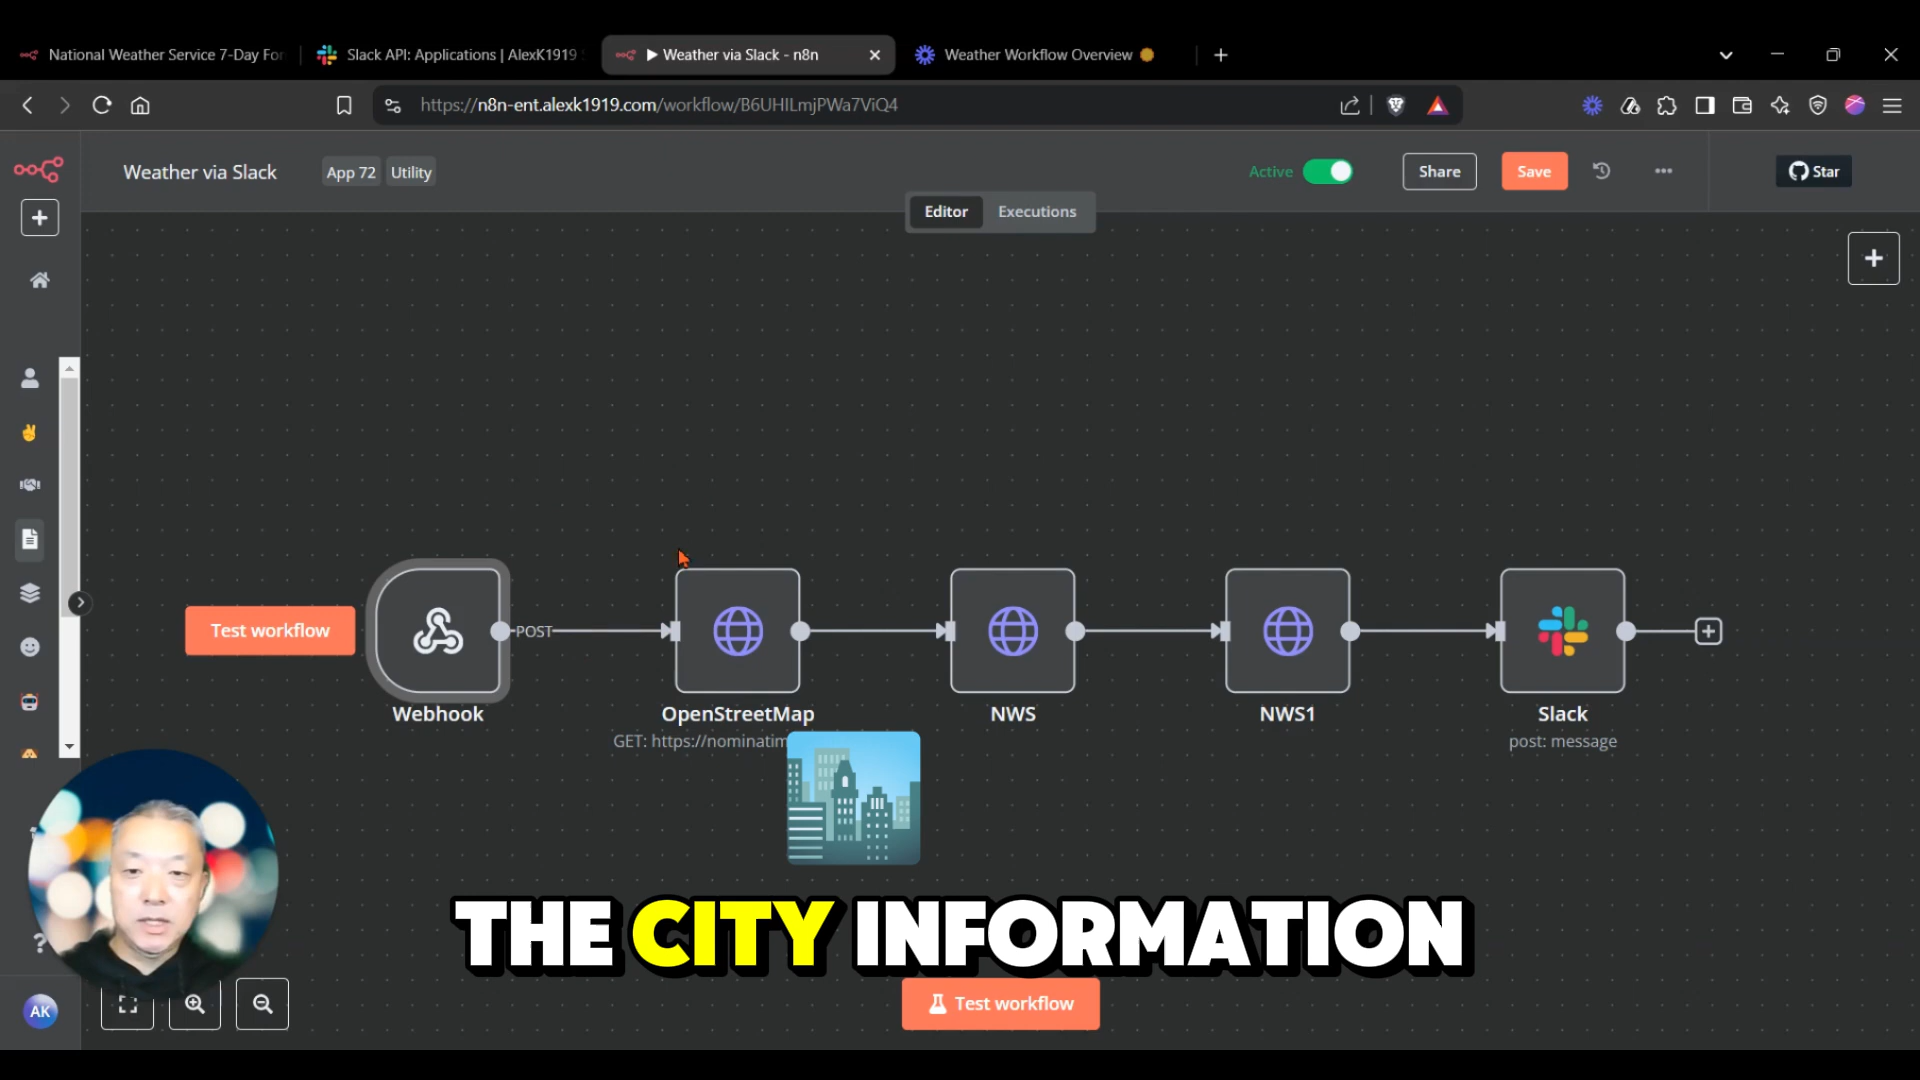 National Weather Service 7-Day For
Slack API: Applications | AlexK1919
Weather via Slack - n8n
Weather Workflow Overview
https://n8n-ent.alexk1919.com/workflow/B6UHILmjPWa7ViQ4
Weather via Slack
App 72
Utility
Active
Share
Save
Star
Editor
Executions
Test workflow
POST
Webhook
OpenStreetMap
GET: https://nominatim
NWS
NWS1
Slack
post: message
THE CITY INFORMATION
AK
Test workflow